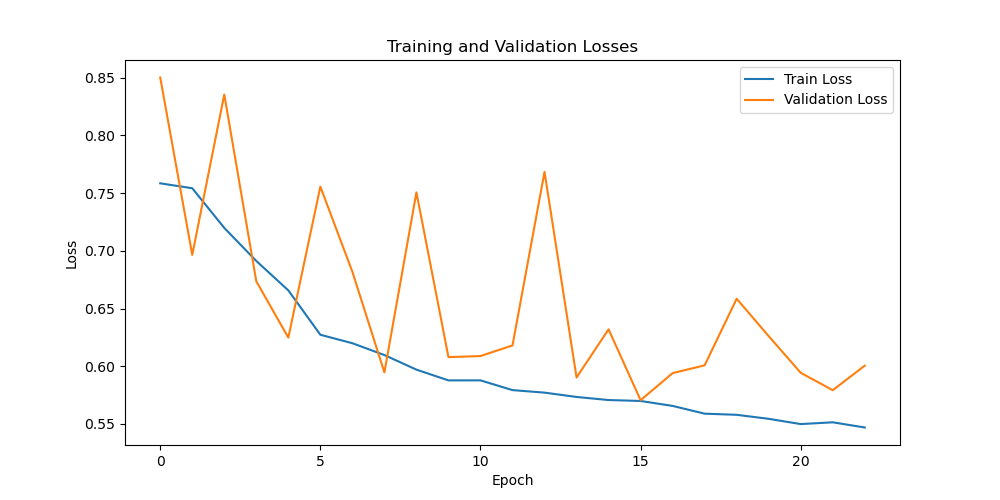 Training and Validation Losses
Train Loss
Validation Loss
0.85
0.80
0.75
0.70
0.65
0.60
0.55
Loss
0 5 10 15 20
Epoch